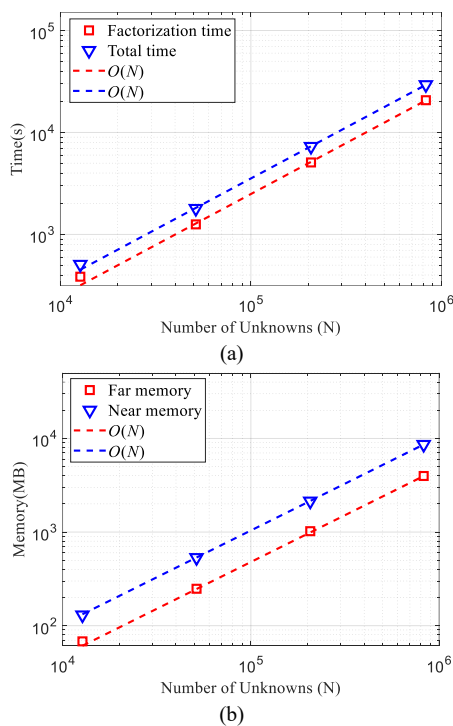 10^5
10^4
10^3
Time(s)
Factorization time
Total time
O(N)
O(N)
10^4
10^5
10^6
Number of Unknowns (N)
(a)
10^4
10^3
10^2
Memory(MB)
Far memory
Near memory
O(N)
O(N)
10^4
10^5
10^6
Number of Unknowns (N)
(b)